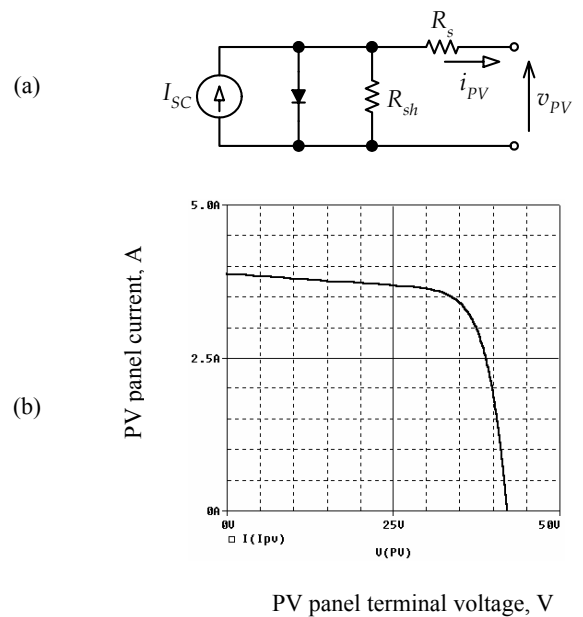 (a)
R_s
i_PV
I_SC
R_sh
v_PV
(b)
PV panel current, A
5.0A
2.5A
0A
0V
25V
50V
I(Ipv)
V(PV)
PV panel terminal voltage, V